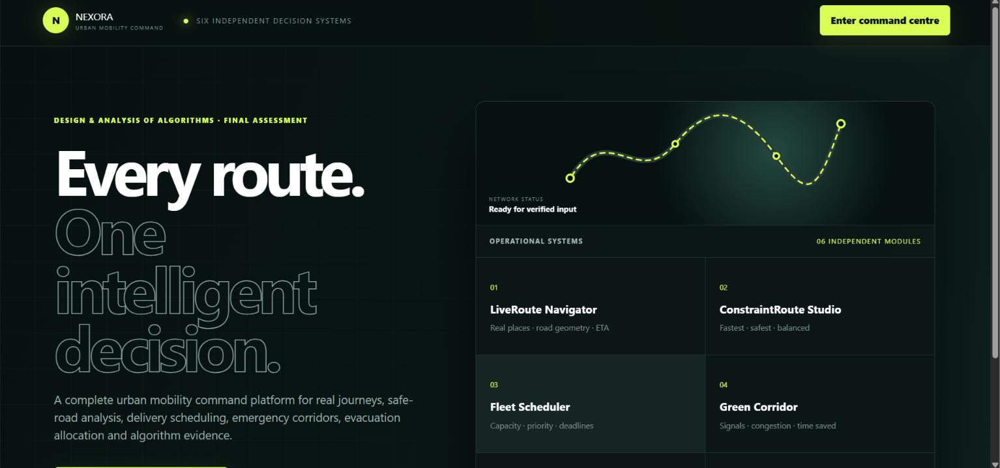 N
NEXORA
URBAN MOBILITY COMMAND
SIX INDEPENDENT DECISION SYSTEMS
Enter command centre
DESIGN & ANALYSIS OF ALGORITHMS · FINAL ASSESSMENT
Every route.
One
intelligent
decision.
A complete urban mobility command platform for real journeys, safe-
road analysis, delivery scheduling, emergency corridors, evacuation
allocation and algorithm evidence.
NETWORK STATUS
Ready for verified input
OPERATIONAL SYSTEMS
06 INDEPENDENT MODULES
01
LiveRoute Navigator
Real places · road geometry · ETA
02
ConstraintRoute Studio
Fastest · safest · balanced
03
Fleet Scheduler
Capacity · priority · deadlines
04
Green Corridor
Signals · congestion · time saved